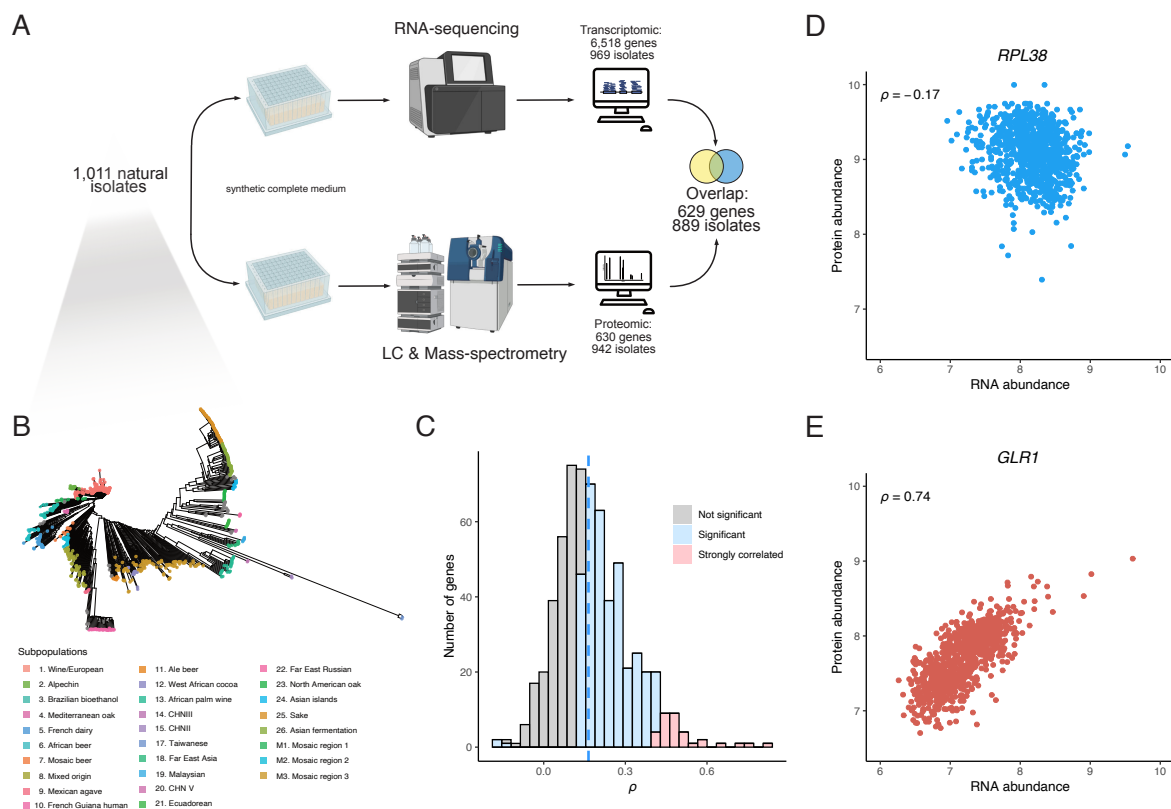 A
RNA-sequencing
Transcriptomic:
6,518 genes
969 isolates
1,011 natural
isolates
synthetic complete medium
Overlap:
629 genes
889 isolates
LC & Mass-spectrometry
Proteomic:
630 genes
942 isolates
B
Subpopulations
1. Wine/European
2. Alpechin
3. Brazilian bioethanol
4. Mediterranean oak
5. French dairy
6. African beer
7. Mosaic beer
8. Mixed origin
9. Mexican agave
10. French Guiana human
11. Ale beer
12. West African cocoa
13. African palm wine
14. CHNIII
15. CHNII
17. Taiwanese
18. Far East Asia
19. Malaysian
20. CHN V
21. Ecuadorean
22. Far East Russian
23. North American oak
24. Asian islands
25. Sake
26. Asian fermentation
M1. Mosaic region 1
M2. Mosaic region 2
M3. Mosaic region 3
C
Number of genes
60
40
20
0
0.0 0.3 0.6
ρ
Not significant
Significant
Strongly correlated
D
RPL38
ρ = −0.17
Protein abundance
10
9
8
7
6 7 8 9 10
RNA abundance
E
GLR1
ρ = 0.74
Protein abundance
10
9
8
7
6 7 8 9 10
RNA abundance